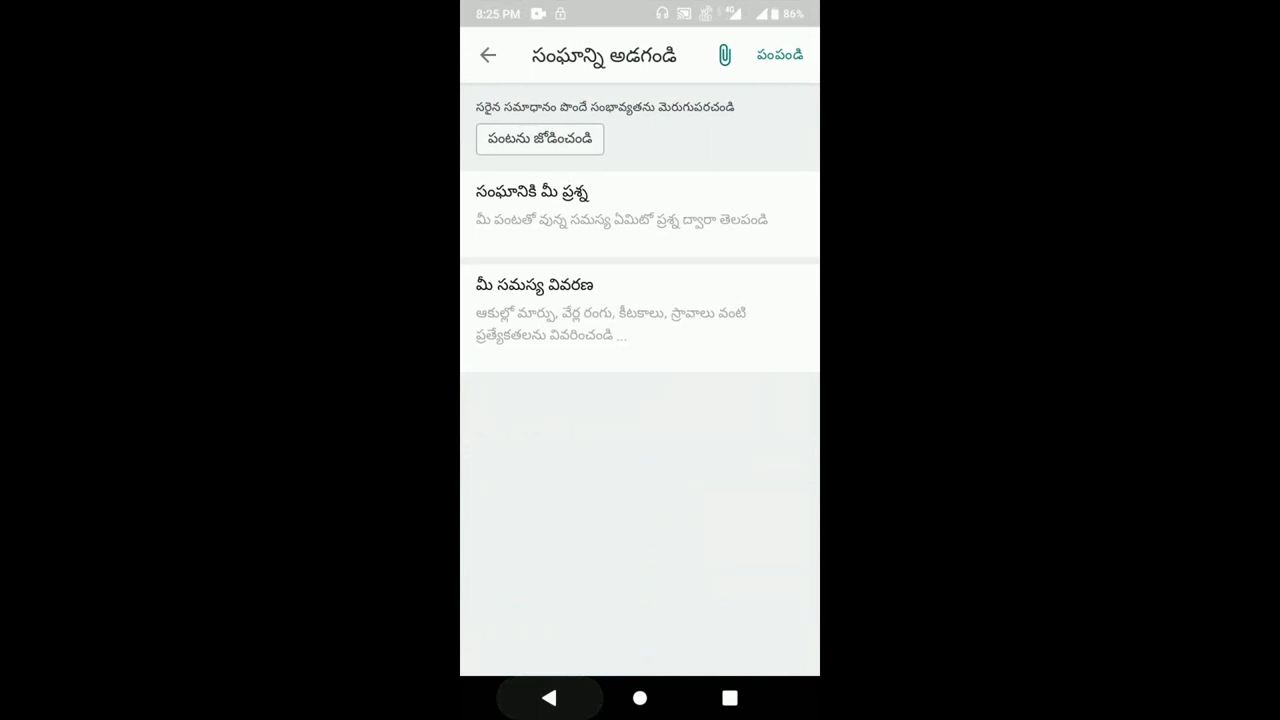 8:25 PM 4G 86%
సంఘాన్ని అడగండి పంపండి
సరైన సమాధానం పొందే సంభావ్యతను మెరుగుపరచండి
పంటను జోడించండి
సంఘానికి మీ ప్రశ్న
మీ పంటతో వున్న సమస్య ఏమిటో ప్రశ్న ద్వారా తెలపండి
మీ సమస్య వివరణ
ఆకుల్లో మార్పు, వేర్ల రంగు, కీటకాలు, స్రావాలు వంటి
ప్రత్యేకతలను వివరించండి ...